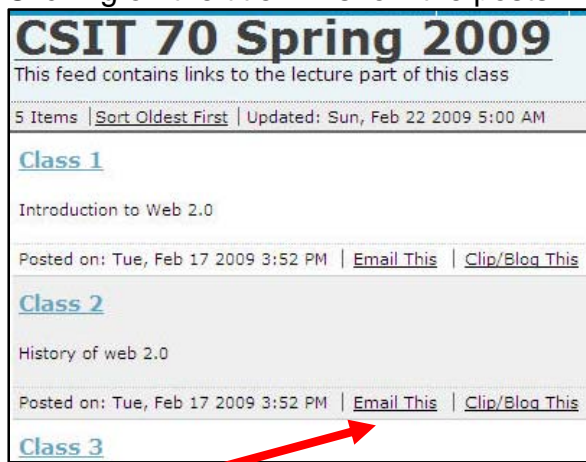 CSIT 70 Spring 2009
This feed contains links to the lecture part of this class
5 Items | Sort Oldest First | Updated: Sun, Feb 22 2009 5:00 AM
Class 1
Introduction to Web 2.0
Posted on: Tue, Feb 17 2009 3:52 PM | Email This | Clip/Blog This
Class 2
History of web 2.0
Posted on: Tue, Feb 17 2009 3:52 PM | Email This | Clip/Blog This
Class 3